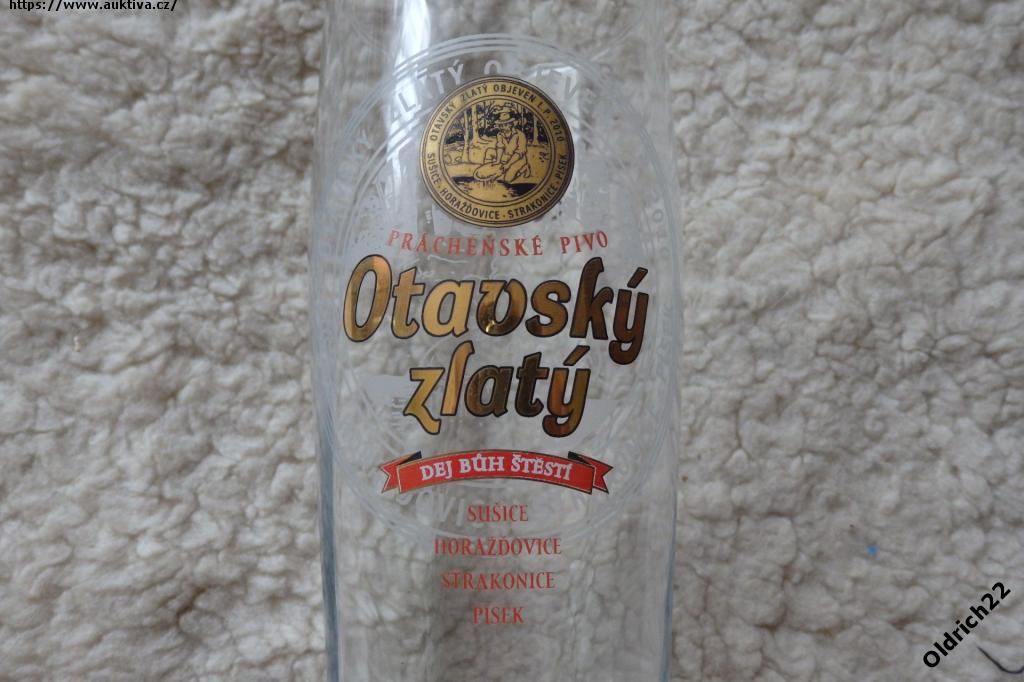 https://www.auktiva.cz/
OTAVSKÝ ZLATÝ OBJEVEN L.P. 2010
SUŠICE · HORAŽĎOVICE · STRAKONICE · PÍSEK
PRÁCHEŇSKÉ PIVO
Otavský
zlatý
DEJ BŮH ŠTĚSTÍ
SUŠICE
HORAŽĎOVICE
STRAKONICE
PÍSEK
Oldrich22